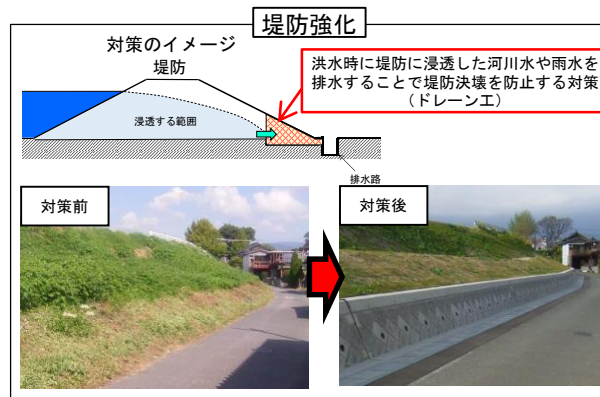 堤防強化
対策のイメージ
堤防
洪水時に堤防に浸透した河川水や雨水を
排水することで堤防決壊を防止する対策
(ドレーン工)
浸透する範囲
排水路
対策前
対策後